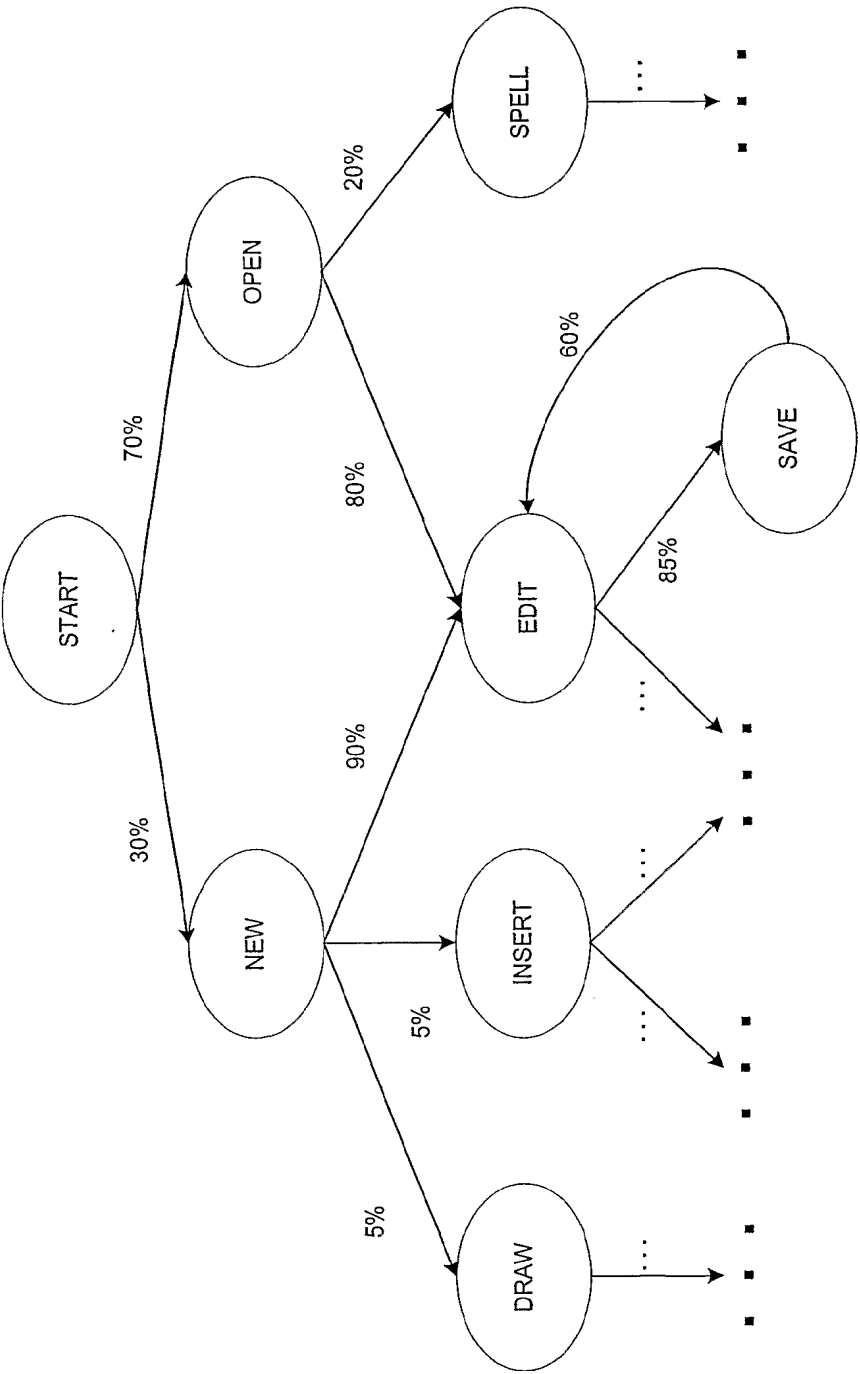 START
30%
70%
NEW
OPEN
5%
5%
90%
80%
20%
DRAW
INSERT
EDIT
SPELL
60%
...
...
...
...
85%
...
SAVE